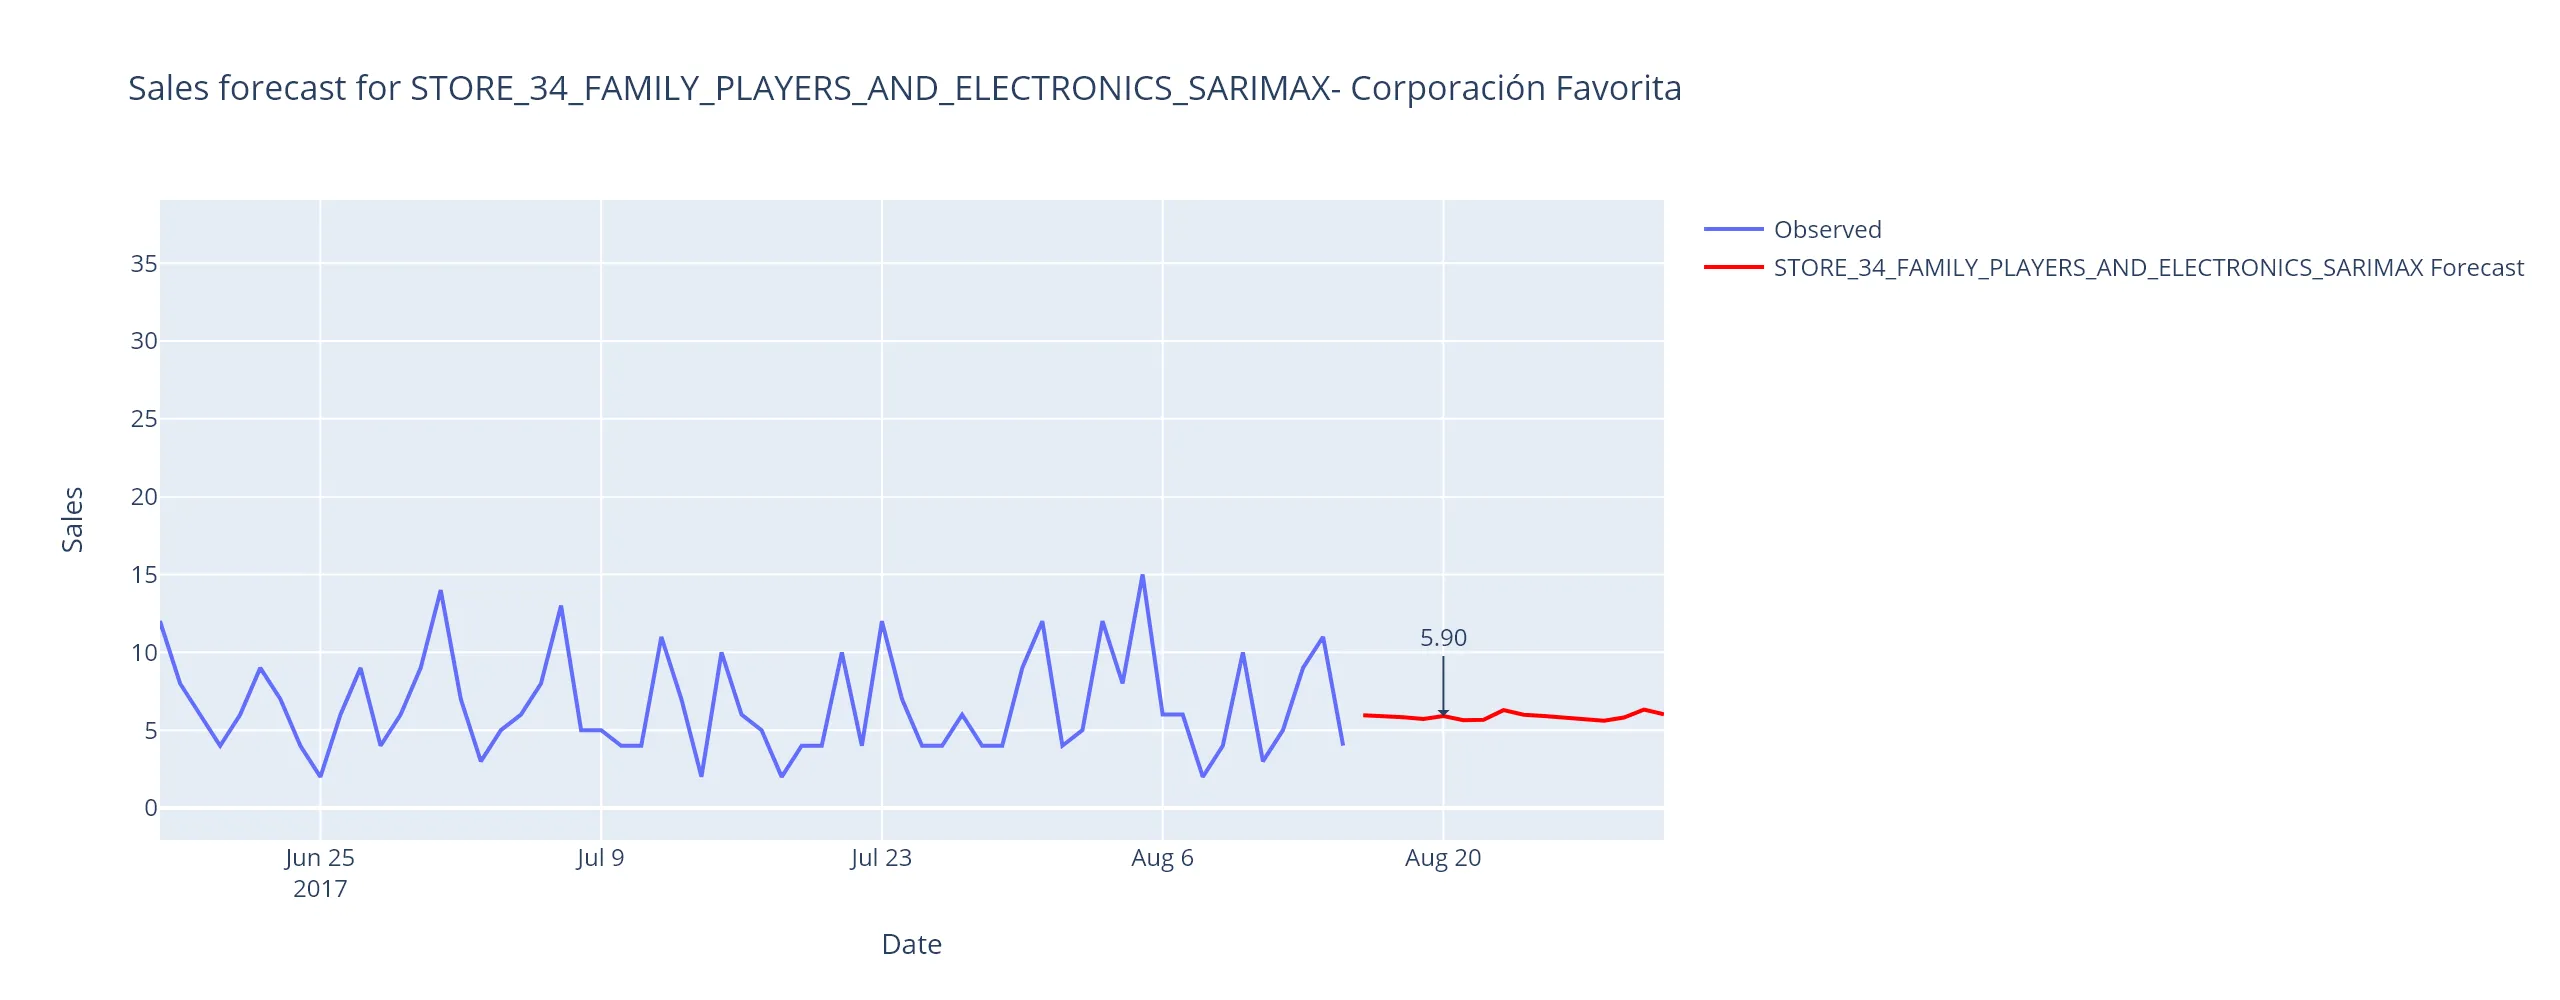 Sales forecast for STORE_34_FAMILY_PLAYERS_AND_ELECTRONICS_SARIMAX- Corporación Favorita
Observed
STORE_34_FAMILY_PLAYERS_AND_ELECTRONICS_SARIMAX Forecast
35
30
25
20
15
10
5
0
Sales
5.90
Jun 25
2017
Jul 9
Jul 23
Aug 6
Aug 20
Date